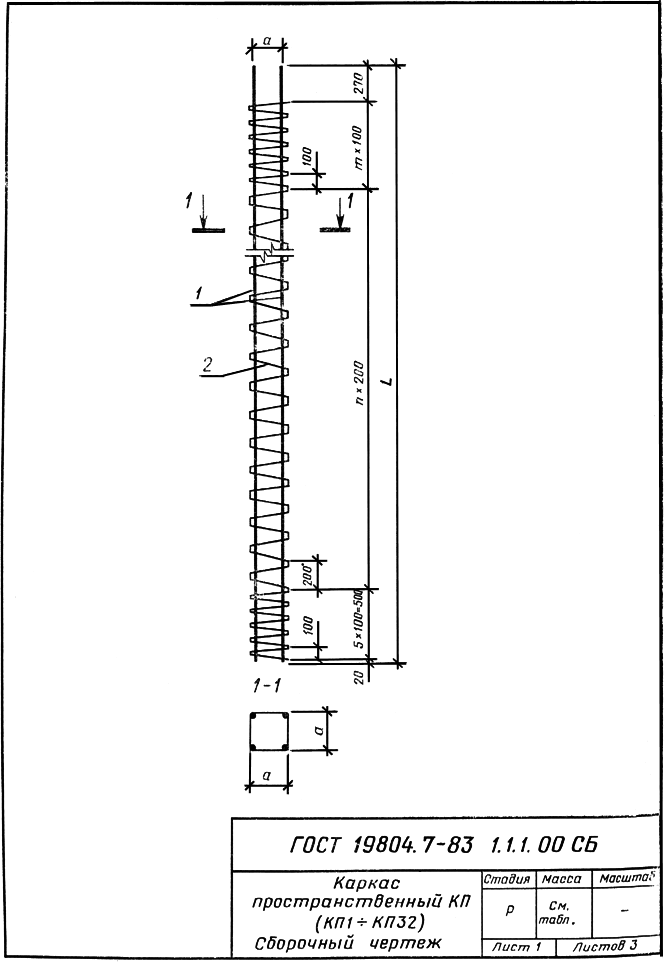 a
270
m×100
100
1 1
1
2
n×200
L
200*
100
5×100=500
20
1-1
a
a
ГОСТ 19804.7-83 1.1.1.00 СБ
Каркас
пространственный КП
(КП1÷КП32)
Сборочный чертеж
Стадия Масса Масштаб
Р См. табл. –
Лист 1 Листов 3